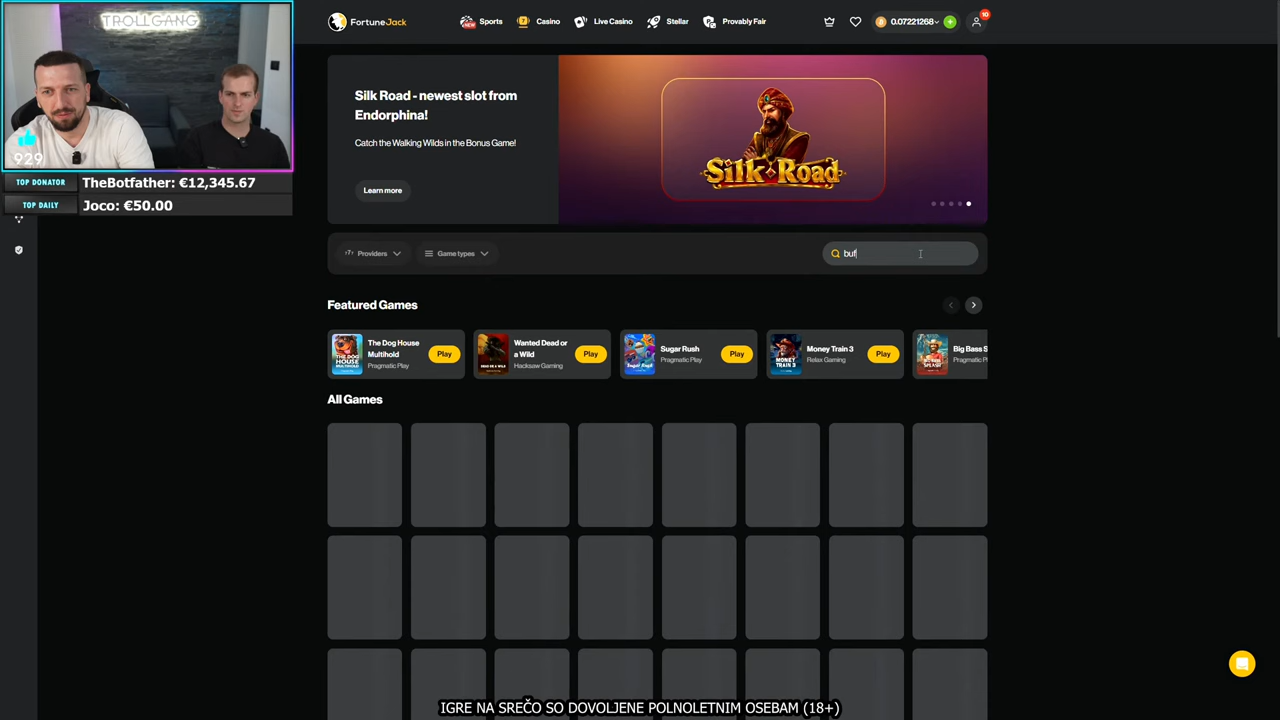 TROLLGANG
929
TOP DONATOR
TheBotfather: €12,345.67
TOP DAILY
Joco: €50.00
FortuneJack
NEW
Sports
Casino
Live Casino
Stellar
Provably Fair
0.07221268
10
Silk Road - newest slot from
Endorphina!
Catch the Walking Wilds in the Bonus Game!
Learn more
Silk Road
Providers
Game types
buf
Featured Games
The Dog House
Multihold
Pragmatic Play
Play
Wanted Dead or
a Wild
Hacksaw Gaming
Play
Sugar Rush
Pragmatic Play
Play
Money Train 3
Relax Gaming
Play
Big Bass S
Pragmatic Pl
All Games
IGRE NA SREČO SO DOVOLJENE POLNOLETNIM OSEBAM (18+)